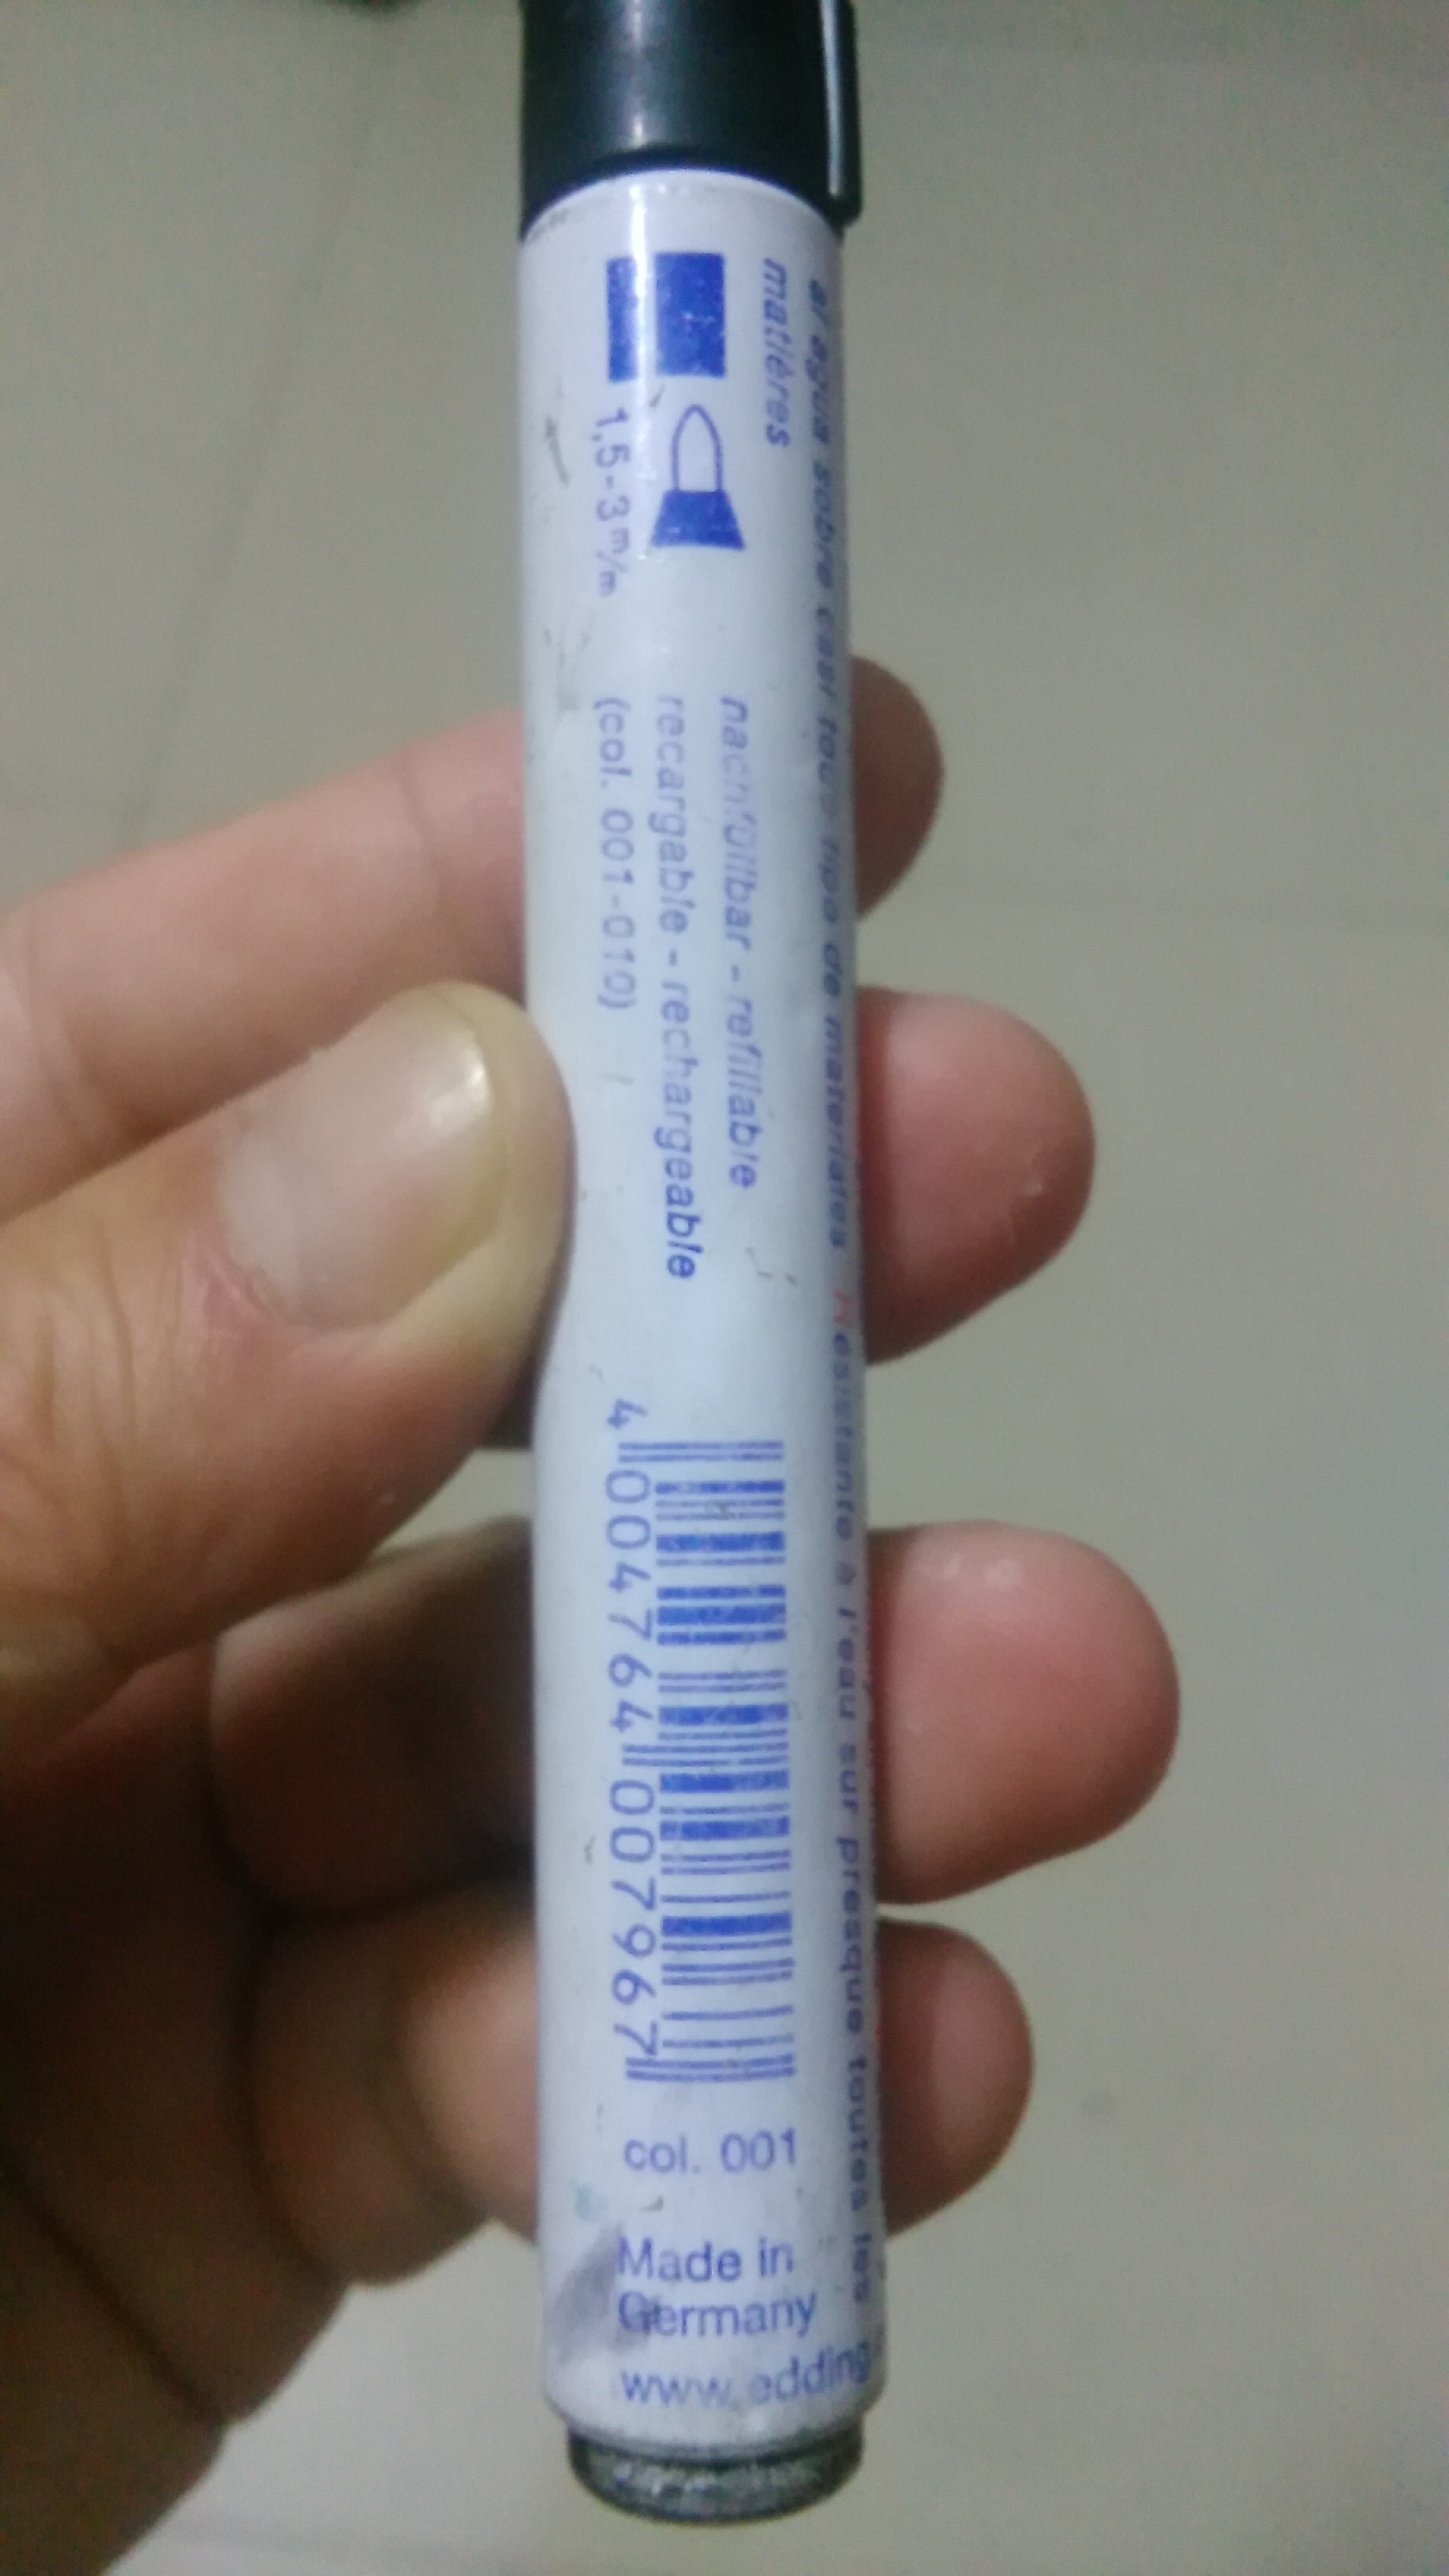 al agua sobre casi todo tipo de materiales Résistante à l'eau sur presque toutes les
matières
1,5-3 m/m
nachfüllbar - refillable
recargable - rechargeable
(col. 001-010)
4 004764 007967
col. 001
Made in
Germany
www.edding